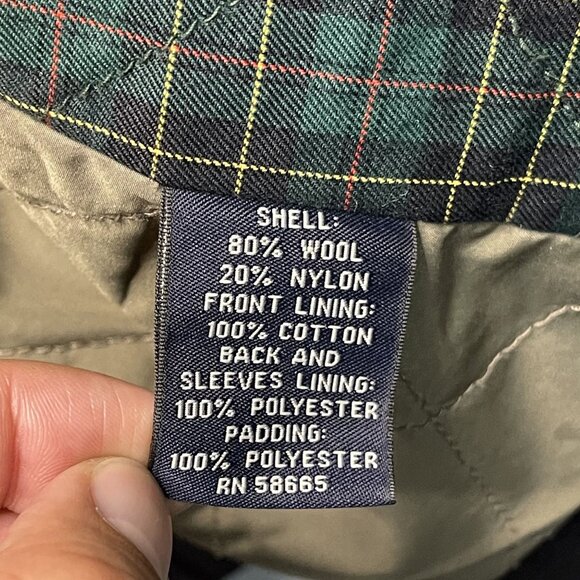 SHELL:
80% WOOL
20% NYLON
FRONT LINING:
100% COTTON
BACK AND
SLEEVES LINING:
100% POLYESTER
PADDING:
100% POLYESTER
RN 58665